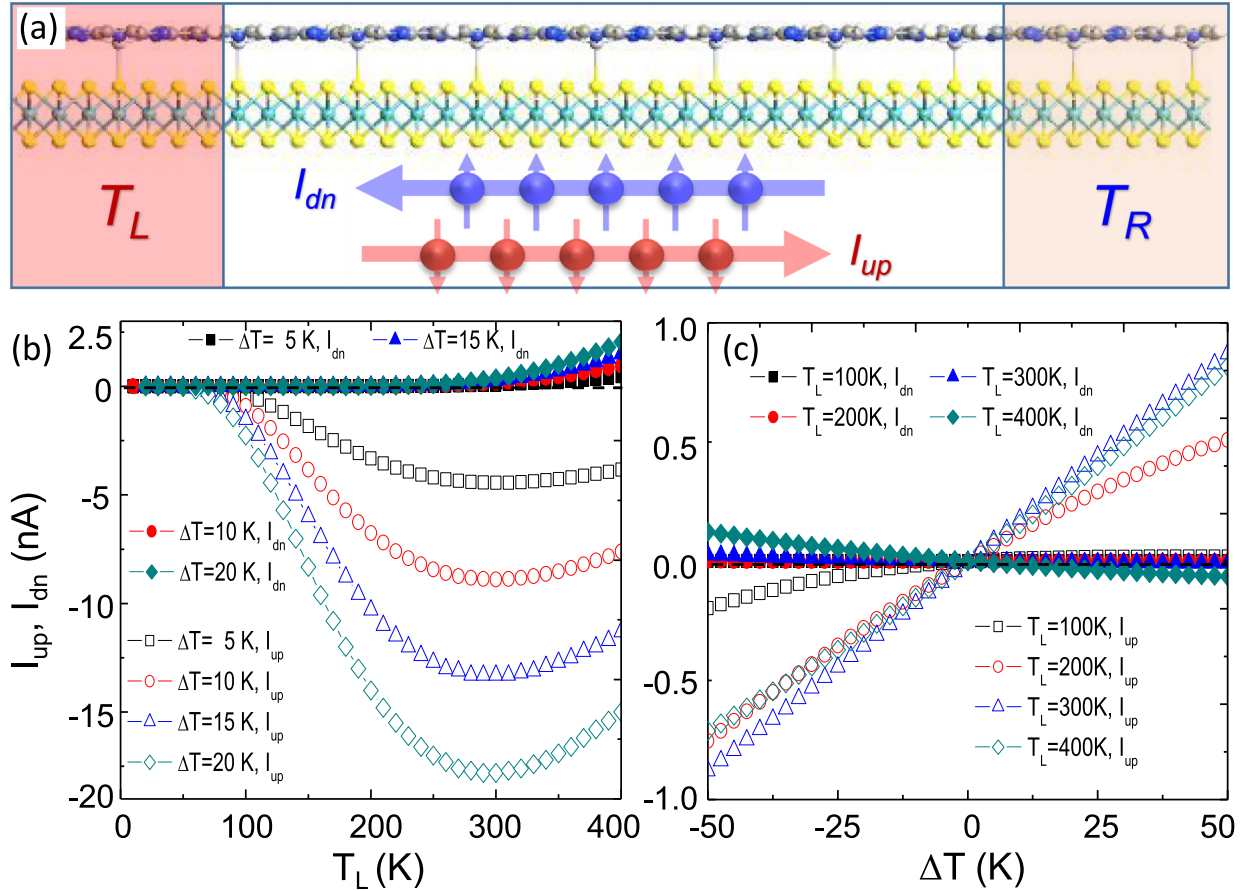 (a)
T_L
I_dn
I_up
T_R
(b)
ΔT= 5 K, I_dn
ΔT=15 K, I_dn
ΔT=10 K, I_dn
ΔT=20 K, I_dn
ΔT= 5 K, I_up
ΔT=10 K, I_up
ΔT=15 K, I_up
ΔT=20 K, I_up
2.5
0
-5
-10
-15
-20
I_up, I_dn (nA)
0 100 200 300 400
T_L (K)
(c)
T_L=100K, I_dn
T_L=300K, I_dn
T_L=200K, I_dn
T_L=400K, I_dn
T_L=100K, I_up
T_L=200K, I_up
T_L=300K, I_up
T_L=400K, I_up
1.0
0.5
0.0
-0.5
-1.0
-50 -25 0 25 50
ΔT (K)